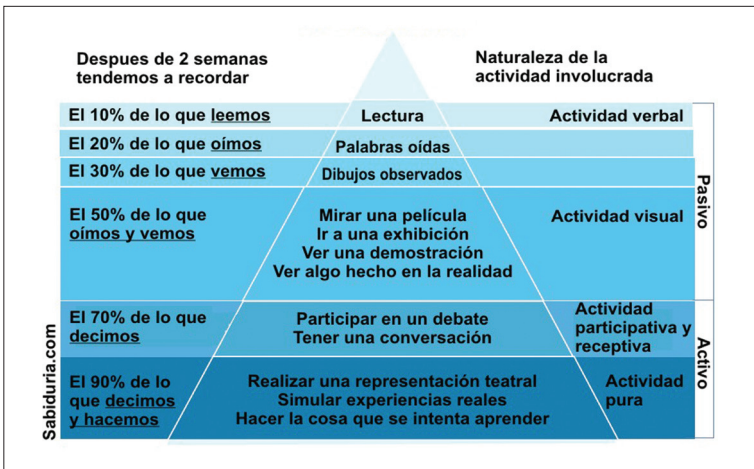 Despues de 2 semanas
tendemos a recordar
Naturaleza de la
actividad involucrada
El 10% de lo que leemos
Lectura
Actividad verbal
El 20% de lo que oímos
Palabras oídas
El 30% de lo que vemos
Dibujos observados
El 50% de lo que
oímos y vemos
Mirar una película
Ir a una exhibición
Ver una demostración
Ver algo hecho en la realidad
Actividad visual
Pasivo
El 70% de lo que
decimos
Participar en un debate
Tener una conversación
Actividad
participativa y
receptiva
El 90% de lo
que decimos
y hacemos
Realizar una representación teatral
Simular experiencias reales
Hacer la cosa que se intenta aprender
Actividad
pura
Activo
Sabiduria.com